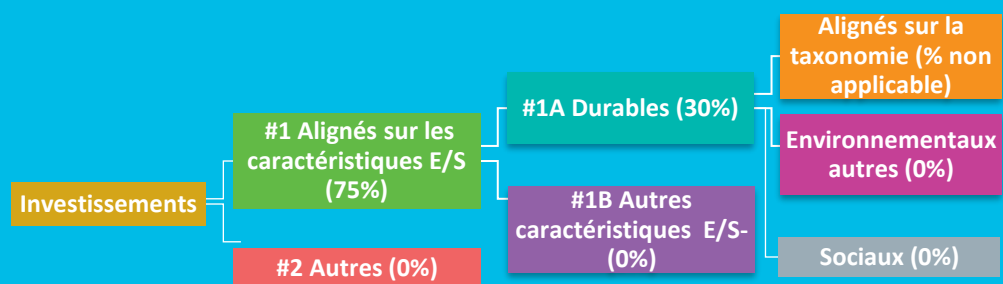 Investissements
#1 Alignés sur les
caractéristiques E/S
(75%)
#2 Autres (0%)
#1A Durables (30%)
#1B Autres
caractéristiques E/S-
(0%)
Alignés sur la
taxonomie (% non
applicable)
Environnementaux
autres (0%)
Sociaux (0%)